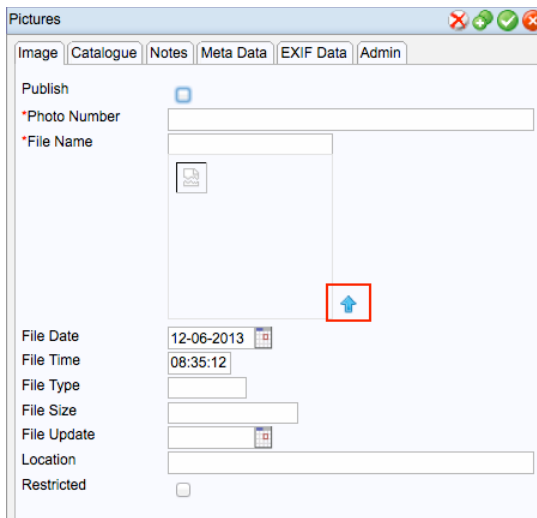 Pictures
Image Catalogue Notes Meta Data EXIF Data Admin
Publish
*Photo Number
*File Name
File Date 12-06-2013
File Time 08:35:12
File Type
File Size
File Update
Location
Restricted